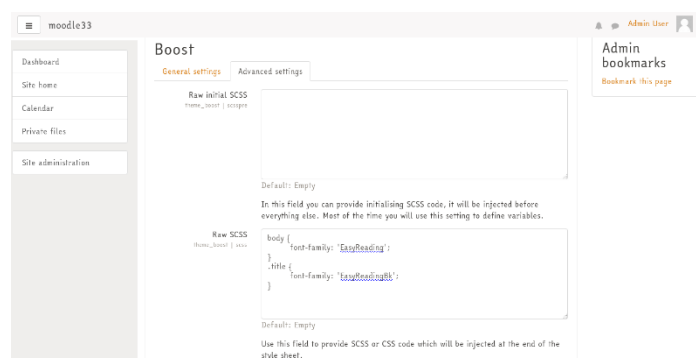 moodle33
Admin User
Dashboard
Site home
Calendar
Private files
Site administration
Boost
General settings
Advanced settings
Raw initial SCSS
theme_boost | scsspre
Default: Empty
In this field you can provide initialising SCSS code, it will be injected before
everything else. Most of the time you will use this setting to define variables.
Raw SCSS
theme_boost | scss
body {
font-family: 'EasyReading';
}
.title {
font-family: 'EasyReadingBk';
}
Default: Empty
Use this field to provide SCSS or CSS code which will be injected at the end of the
style sheet.
Admin
bookmarks
Bookmark this page